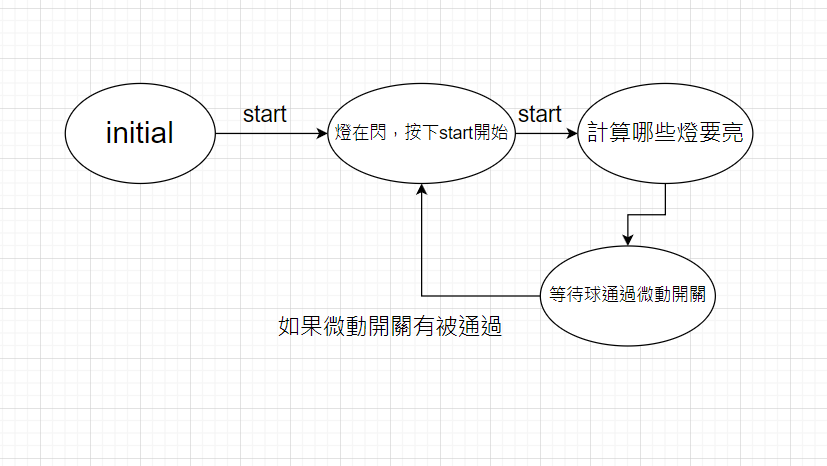 start
start
initial
燈在閃，按下start開始
計算哪些燈要亮
等待球通過微動開關
如果微動開關有被通過